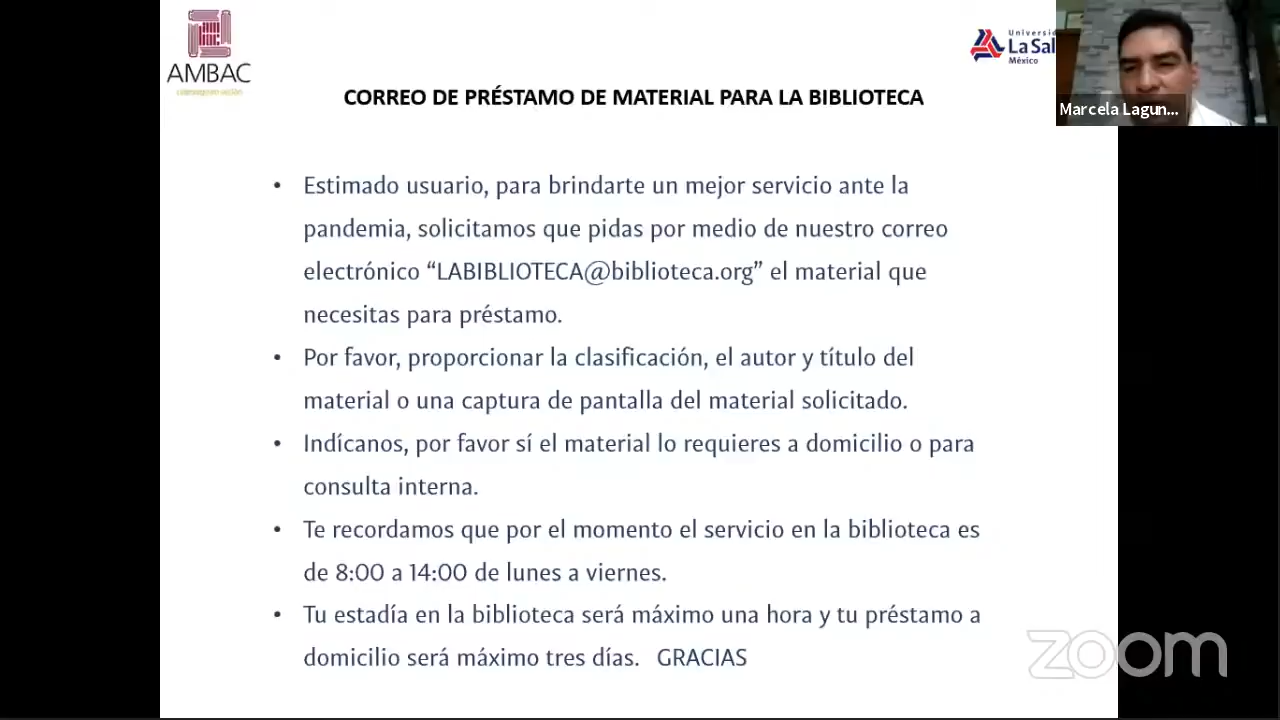 AMBAC
Universi
La Sal
México
CORREO DE PRÉSTAMO DE MATERIAL PARA LA BIBLIOTECA
Marcela Lagun...
• Estimado usuario, para brindarte un mejor servicio ante la
pandemia, solicitamos que pidas por medio de nuestro correo
electrónico “LABIBLIOTECA@biblioteca.org” el material que
necesitas para préstamo.
• Por favor, proporcionar la clasificación, el autor y título del
material o una captura de pantalla del material solicitado.
• Indícanos, por favor sí el material lo requieres a domicilio o para
consulta interna.
• Te recordamos que por el momento el servicio en la biblioteca es
de 8:00 a 14:00 de lunes a viernes.
• Tu estadía en la biblioteca será máximo una hora y tu préstamo a
domicilio será máximo tres días. GRACIAS
zoom